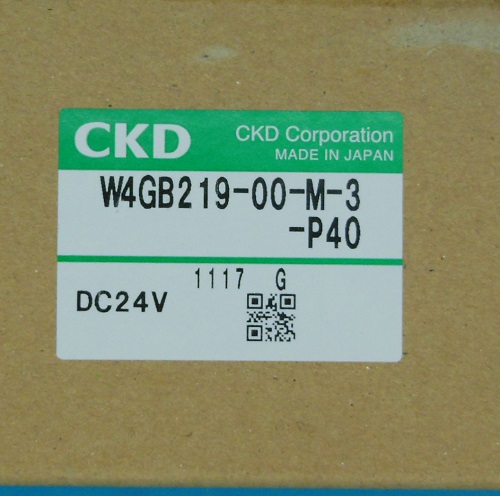 CKD
CKD Corporation
MADE IN JAPAN
W4GB219-00-M-3
-P40
1117 G
DC24V